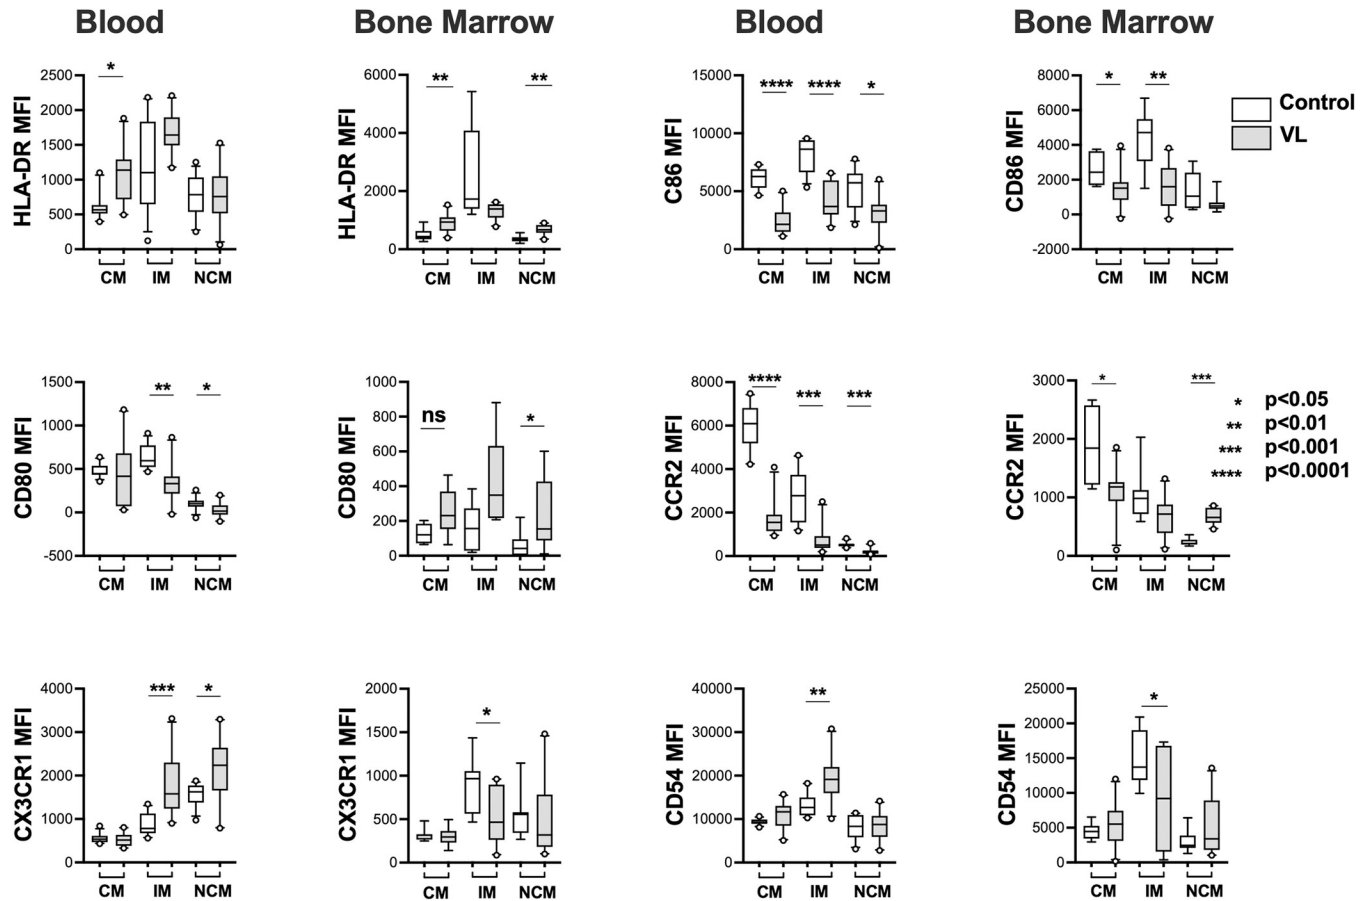 Blood
Bone Marrow
Blood
Bone Marrow
HLA-DR MFI
2500
2000
1500
1000
500
0
*
CM
IM
NCM
HLA-DR MFI
6000
4000
2000
0
**
**
CM
IM
NCM
C86 MFI
15000
10000
5000
0
****
****
*
CM
IM
NCM
CD86 MFI
8000
6000
4000
2000
0
-2000
*
**
CM
IM
NCM
Control
VL
CD80 MFI
1500
1000
500
0
-500
**
*
CM
IM
NCM
CD80 MFI
1000
800
600
400
200
0
ns
*
CM
IM
NCM
CCR2 MFI
8000
6000
4000
2000
0
****
***
***
CM
IM
NCM
CCR2 MFI
3000
2000
1000
0
*
***
CM
IM
NCM
* p<0.05
** p<0.01
*** p<0.001
**** p<0.0001
CX3CR1 MFI
4000
3000
2000
1000
0
***
*
CM
IM
NCM
CX3CR1 MFI
2000
1500
1000
500
0
*
CM
IM
NCM
CD54 MFI
40000
30000
20000
10000
0
**
CM
IM
NCM
CD54 MFI
25000
20000
15000
10000
5000
0
*
CM
IM
NCM